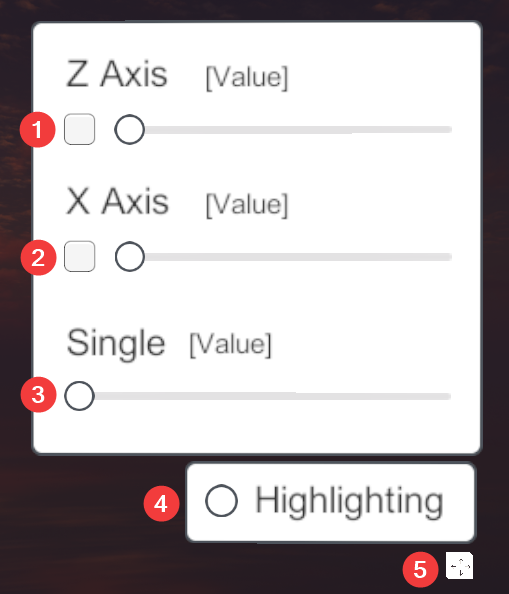 Z Axis [Value]
1
X Axis [Value]
2
Single [Value]
3
4 Highlighting
5